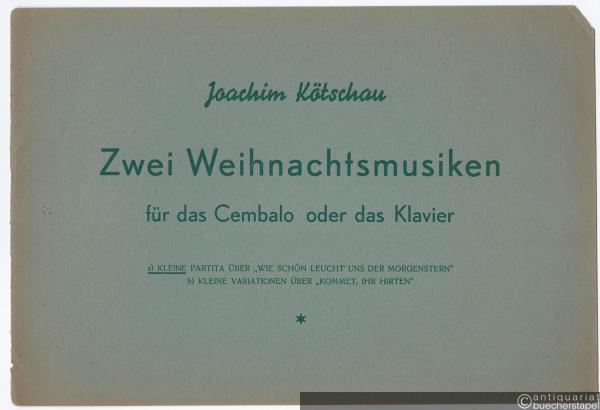 Joachim Kötschau
Zwei Weihnachtsmusiken
für das Cembalo oder das Klavier
a) KLEINE PARTITA ÜBER „WIE SCHÖN LEUCHT' UNS DER MORGENSTERN"
b) KLEINE VARIATIONEN ÜBER „KOMMET, IHR HIRTEN"
*
antiquariat
buecherstapel